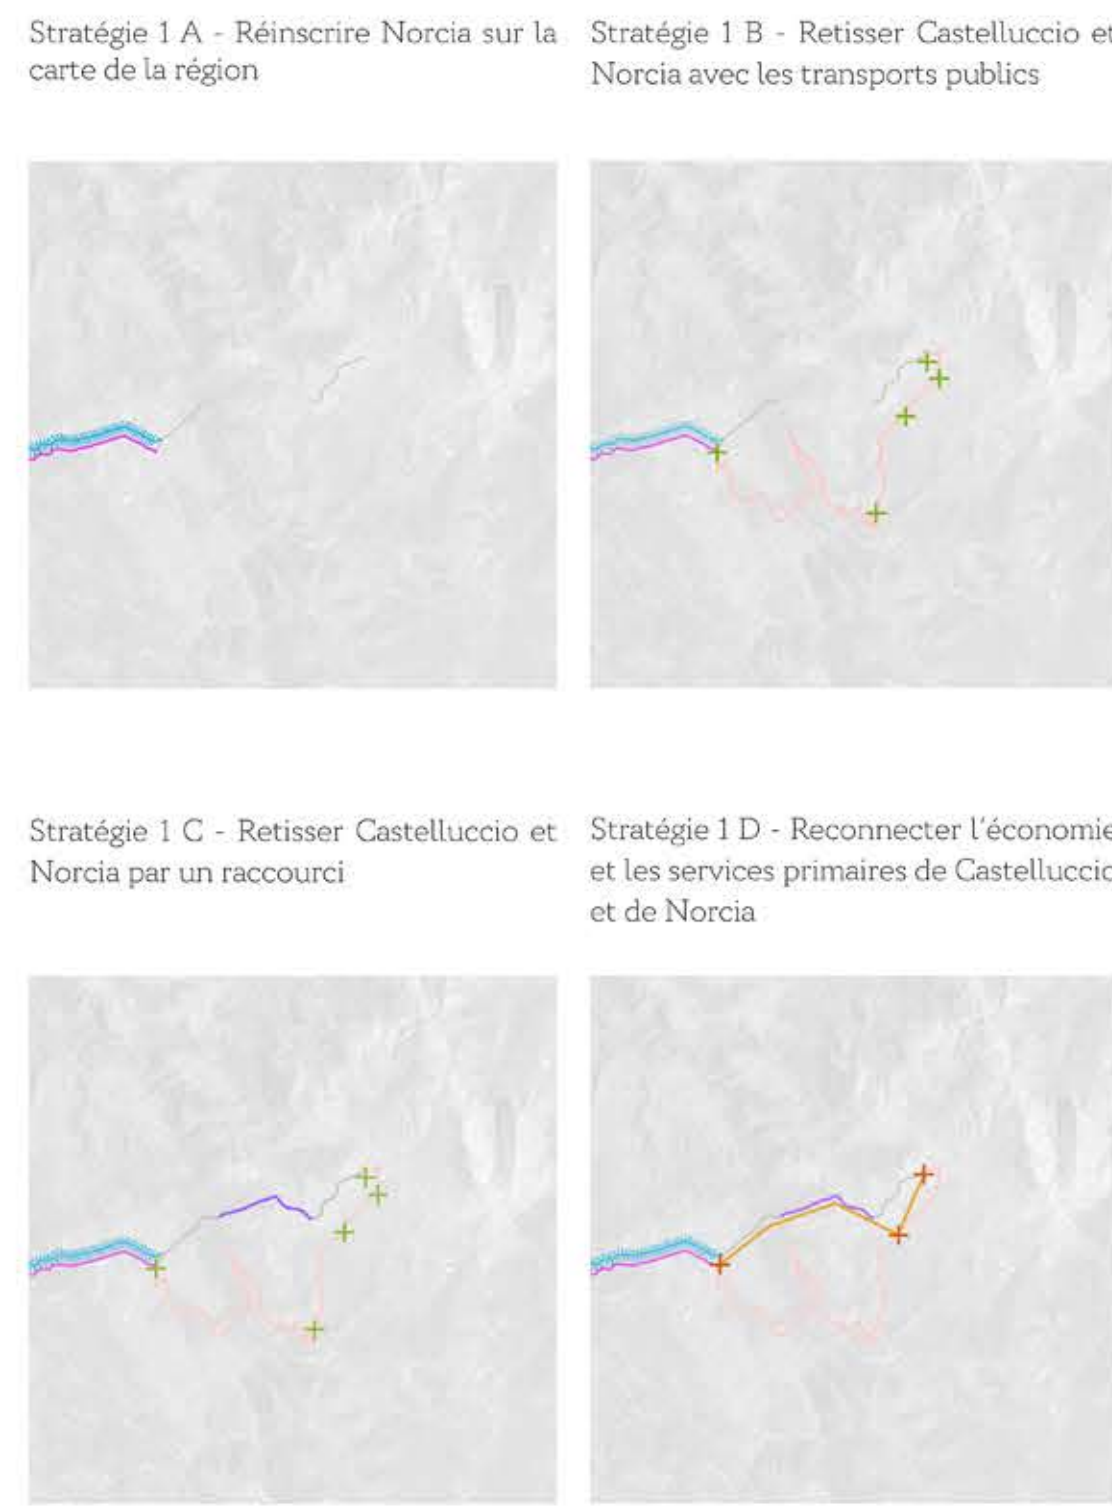 Stratégie 1 A - Réinscrire Norcia sur la
carte de la région
Stratégie 1 B - Retisser Castelluccio et
Norcia avec les transports publics
Stratégie 1 C - Retisser Castelluccio et
Norcia par un raccourci
Stratégie 1 D - Reconnecter l'économie
et les services primaires de Castelluccio
et de Norcia